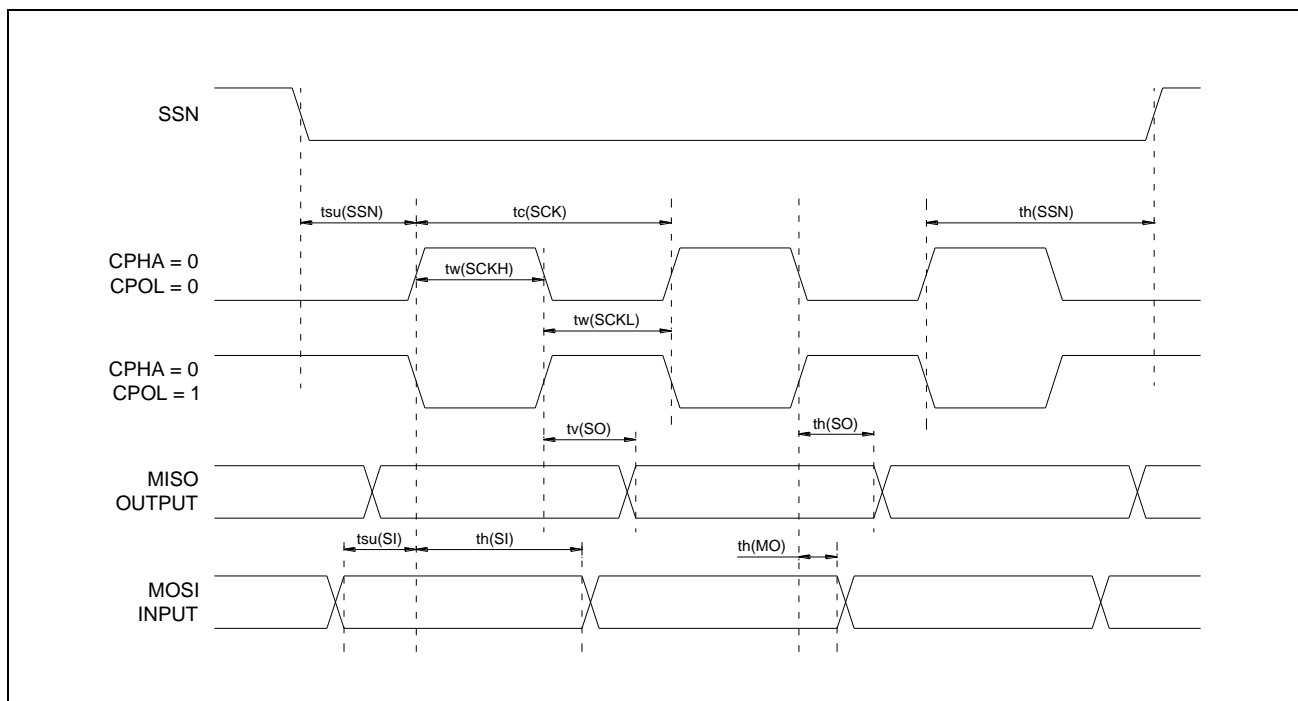 SSN
tsu(SSN)
tc(SCK)
th(SSN)
CPHA = 0
CPOL = 0
tw(SCKH)
tw(SCKL)
CPHA = 0
CPOL = 1
tv(SO)
th(SO)
MISO
OUTPUT
tsu(SI)
th(SI)
th(MO)
MOSI
INPUT